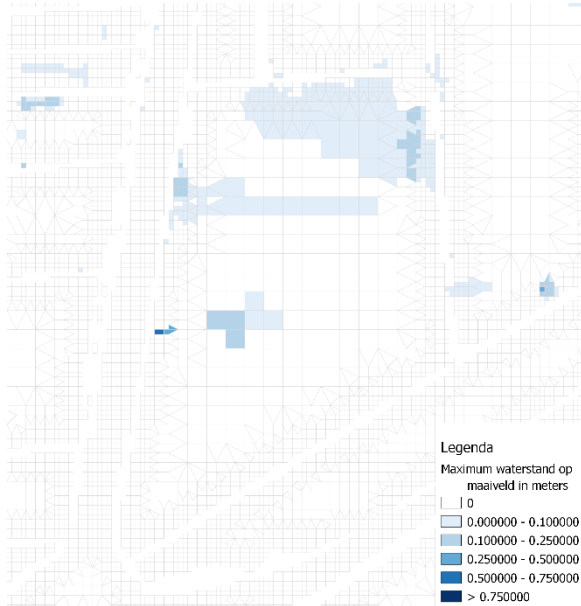 Legenda
Maximum waterstand op
maaiveld in meters
0
0.000000 - 0.100000
0.100000 - 0.250000
0.250000 - 0.500000
0.500000 - 0.750000
> 0.750000